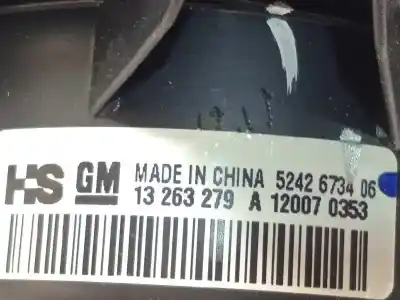 HS GM MADE IN CHINA 5242 6734 06
13 263 279 A 12007 0353